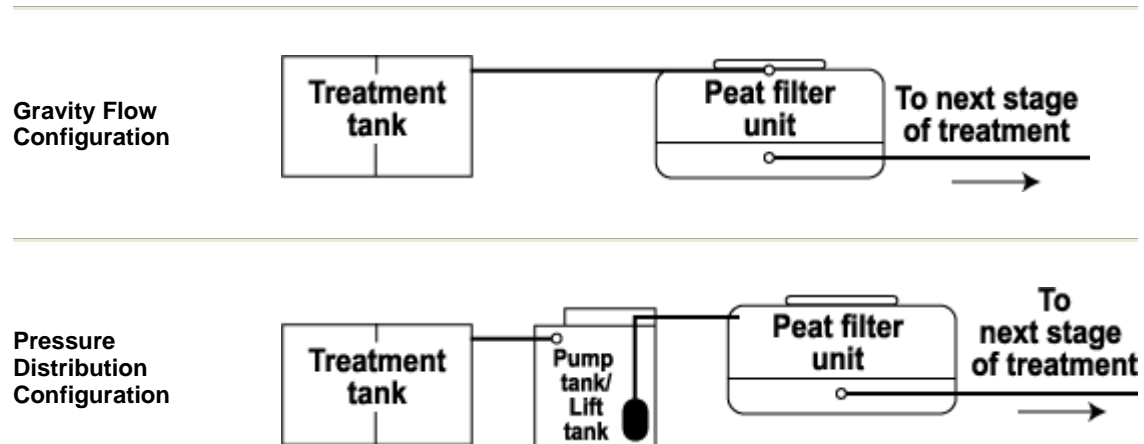 Gravity Flow
Configuration
Treatment
tank
Peat filter
unit
To next stage
of treatment
Pressure
Distribution
Configuration
Treatment
tank
Pump
tank/
Lift
tank
Peat filter
unit
To
next stage
of treatment